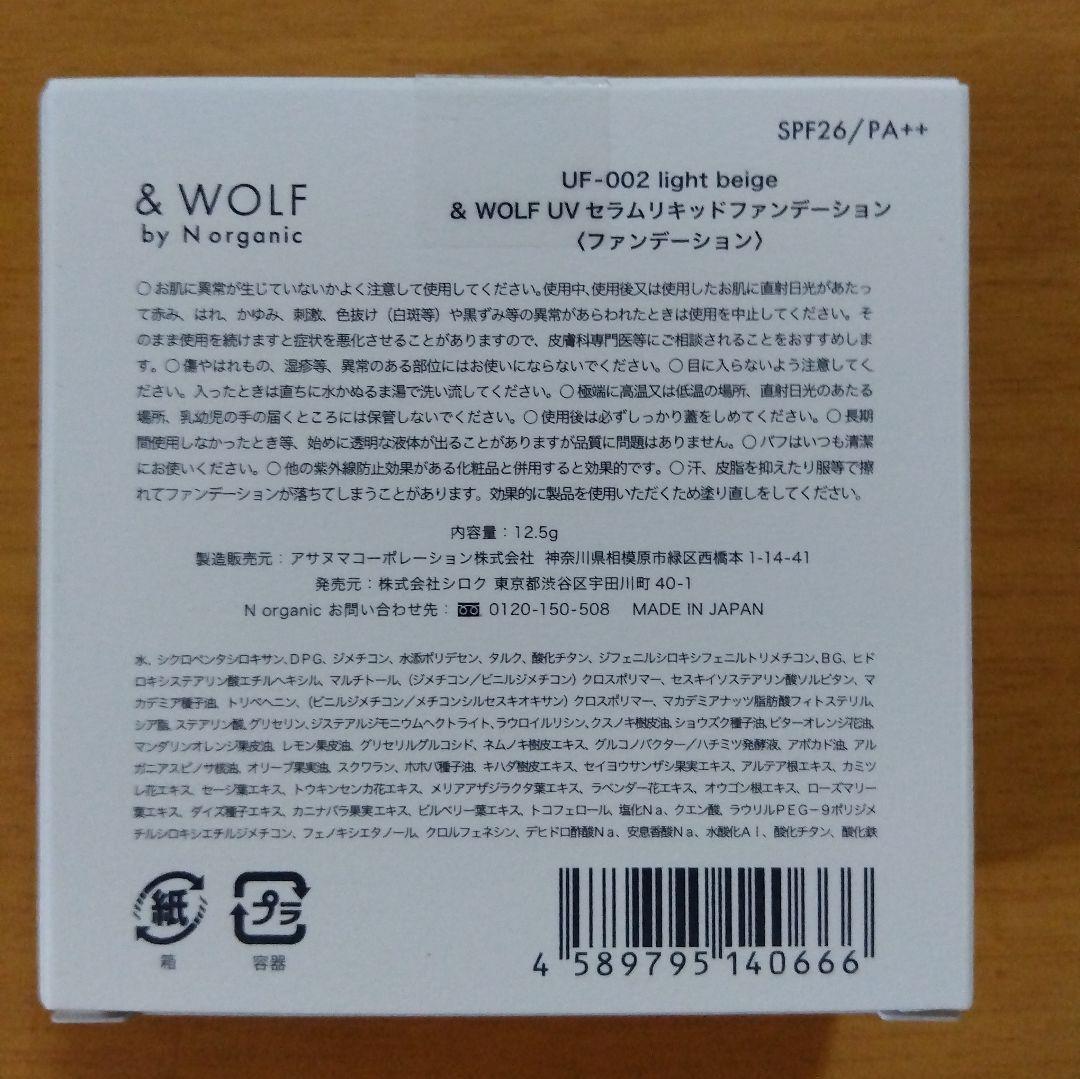 SPF26/PA++
& WOLF
by N organic
UF-002 light beige
& WOLF UV セラムリキッドファンデーション
〈ファンデーション〉
○ お肌に異常が生じていないかよく注意して使用してください。使用中、使用後又は使用したお肌に直射日光があたっ
て赤み、はれ、かゆみ、刺激、色抜け（白斑等）や黒ずみ等の異常があらわれたときは使用を中止してください。そ
のまま使用を続けますと症状を悪化させることがありますので、皮膚科専門医等にご相談されることをおすすめしま
す。○ 傷やはれもの、湿疹等、異常のある部位にはお使いにならないでください。○ 目に入らないよう注意してく
ださい。入ったときは直ちに水かぬるま湯で洗い流してください。○ 極端に高温又は低温の場所、直射日光のあたる
場所、乳幼児の手の届くところには保管しないでください。○ 使用後は必ずしっかり蓋をしめてください。○ 長期
間使用しなかったとき等、始めに透明な液体が出ることがありますが品質に問題はありません。○ パフはいつも清潔
にお使いください。○ 他の紫外線防止効果がある化粧品と併用すると効果的です。○ 汗、皮脂を抑えたり服等で擦
れてファンデーションが落ちてしまうことがあります。効果的に製品を使用いただくため塗り直しをしてください。
内容量：12.5g
製造販売元：アサヌマコーポレーション株式会社 神奈川県相模原市緑区西橋本 1-14-41
発売元：株式会社シロク 東京都渋谷区宇田川町 40-1
N organic お問い合わせ先： 0120-150-508 MADE IN JAPAN
水、シクロペンタシロキサン、DPG、ジメチコン、水添ポリデセン、タルク、酸化チタン、ジフェニルシロキシフェニルトリメチコン、BG、ヒド
ロキシステアリン酸エチルヘキシル、マルチトール、（ジメチコン／ビニルジメチコン）クロスポリマー、セスキイソステアリン酸ソルビタン、マ
カデミア種子油、トリベヘニン、（ビニルジメチコン／メチコンシルセスキオキサン）クロスポリマー、マカデミアナッツ脂肪酸フィトステリル、
シア脂、ステアリン酸、グリセリン、ジステアルジモニウムヘクトライト、ラウロイルリシン、クスノキ樹皮油、ショウズク種子油、ビターオレンジ花油、
マンダリンオレンジ果皮油、レモン果皮油、グリセリルグルコシド、ネムノキ樹皮エキス、グルコノバクター／ハチミツ発酵液、アボカド油、アル
ガニアスピノサ核油、オリーブ果実油、スクワラン、ホホバ種子油、キハダ樹皮エキス、セイヨウサンザシ果実エキス、アルテア根エキス、カミツ
レ花エキス、セージ葉エキス、トウキンセンカ花エキス、メリアアザジラクタ葉エキス、ラベンダー花エキス、オウゴン根エキス、ローズマリー
葉エキス、ダイズ種子エキス、カニナバラ果実エキス、ビルベリー葉エキス、トコフェロール、塩化Na、クエン酸、ラウリルPEG－9ポリジメ
チルシロキシエチルジメチコン、フェノキシエタノール、クロルフェネシン、デヒドロ酢酸Na、安息香酸Na、水酸化Al、酸化チタン、酸化鉄
紙
箱
プラ
容器
4 589795 140666